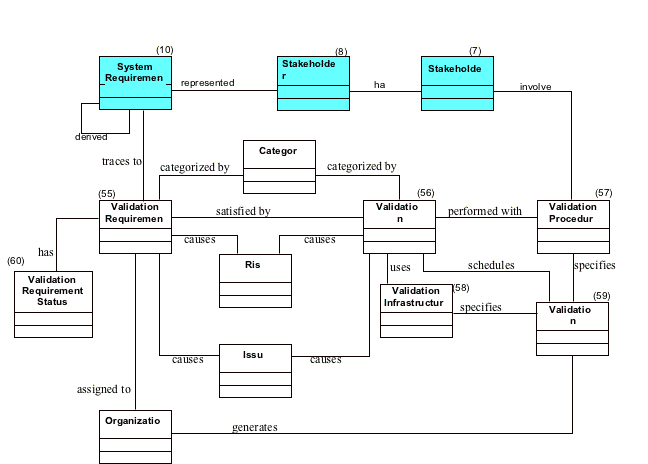 (10)
(8)
(7)
System
Requiremen
Stakeholde
r
Stakeholde
represented
ha
involve
derived
traces to
Categor
categorized by
categorized by
(55)
(56)
(57)
Validation
Requiremen
Validatio
n
Validation
Procedur
satisfied by
performed with
causes
causes
has
(60)
Ris
uses
schedules
specifies
Validation
Requirement
Status
Validation
Infrastructur
(58)
(59)
specifies
Validatio
n
Issu
causes
causes
assigned to
Organizatio
generates